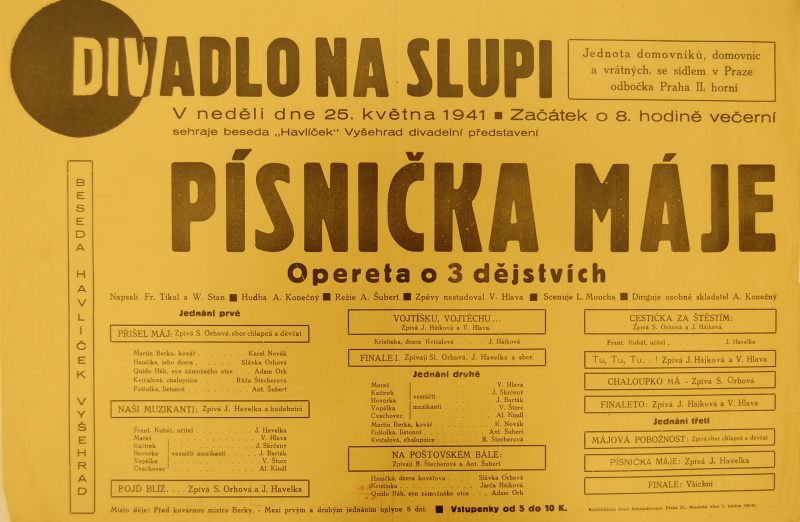 DIVADLO NA SLUPI
Jednota domovníků, domovnic
a vrátných, se sídlem v Praze
odbočka Praha II, horní
V neděli dne 25. května 1941 ■ Začátek o 8. hodině večerní
sehraje beseda „Havlíček" Vyšehrad divadelní představení
BESEDA HAVLÍČEK VYŠEHRAD
PÍSNIČKA MÁJE
Opereta o 3 dějstvích
Napsali Fr. Tikal a W. Stan ■ Hudba A. Konečný ■ Režie A. Šubert ■ Zpěvy nastudoval V. Hlava ■ Scenuje L. Moucha ■ Diriguje osobně skladatel A. Konečný
Jednání prvé
PŘIŠEL MÁJ: Zpívá S. Orhová, sbor chlapců a děvčat
Martin Berka, kovář . . . . . . . . Karel Novák
Hanička, jeho dcera . . . . . . . . Slávka Orhová
Quido Hák, syn zámožného otce . . . Adam Orh
Kvíčalová, chalupnice . . . . . . . Růža Štecherová
Poštolka, listonoš . . . . . . . . Ant. Šubert
NAŠI MUZIKANTI: Zpívá J. Havelka a hudebníci
Frant. Kubát, učitel . . . . . . . . J. Havelka
Mareš V. Hlava
Kačírek J. Skrčený
Hovorka vesničtí muzikanti J. Barták
Vopálka V. Štorc
Cvachovec Al. Kindl
POJĎ BLÍŽ. . . . Zpívá S. Orhová a J. Havelka
VOJTÍŠKU, VOJTĚCHU...
Zpívá J. Hájková a V. Hlava
Kristinka, dcera Kvíčalové . . . . . J. Hájková
FINALE I. Zpívají Sl. Orhová, J. Havelka a sbor.
Jednání druhé
Mareš V. Hlava
Kačírek J. Skrčený
Hovorka vesničtí J. Barták
Vopálka muzikanti V. Štorc
Cvachovec Al. Kindl
Martin Berka, kovář . . . . . . . . K. Novák
Poštolka, listonoš . . . . . . . . Ant. Šubert
Kvíčalová, chalupnice . . . . . . . R. Štecherová
NA POŠTOVSKÉM BÁLE:
Zpívají R. Štecherová a Ant. Šubert
Hanička, dcera kovářova . . . . . . Slávka Orhová
Kristinka . . . . . . . . Jarča Hájková
Quido Hák, syn zámožného otce . . . Adam Orh
CESTIČKA ZA ŠTĚSTÍM:
Zpívá S. Orhová a J. Hájková
Frant. Kubát, učitel . . . . . . . . J. Havelka
Tu, Tu, Tu. . ! Zpívá J. Hájková a V. Hlava
CHALOUPKO MÁ - Zpívá S. Orhová
FINALETO: Zpívá J. Hájková a V. Hlava
Jednání třetí
MÁJOVÁ POBOŽNOST: Zpívá sbor chlapců a děvčat
PÍSNIČKA MÁJE: Zpívá J. Havelka
FINALE: Všichni
Místo děje: Před kovárnou mistra Berky. - Mezi prvým a druhým jednáním uplyne 8 dní. ■ Vstupenky od 5 do 10 K.